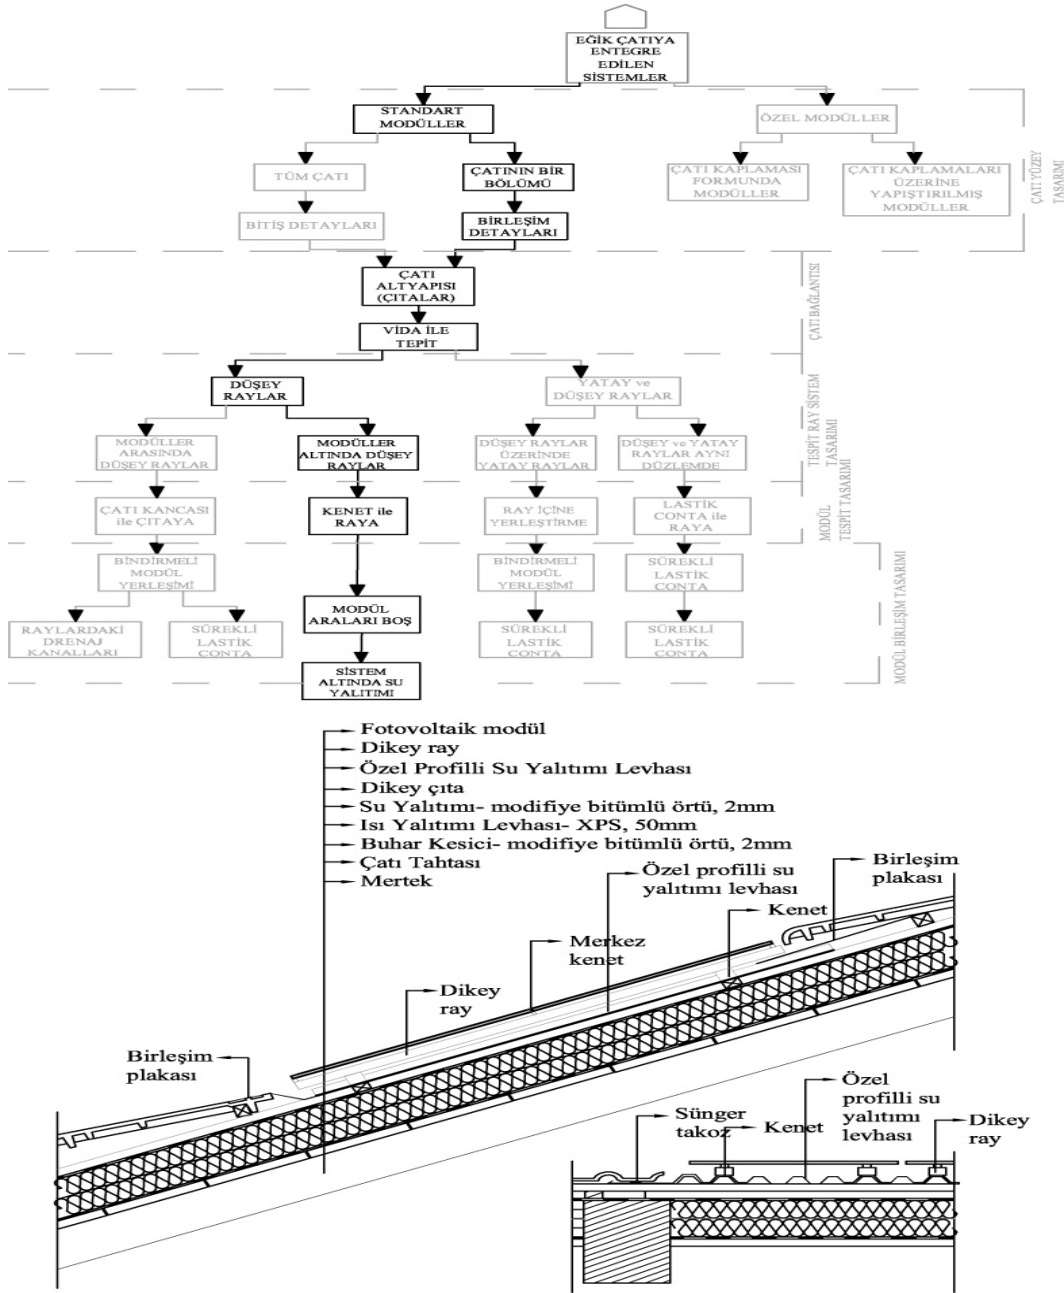 EĞİK ÇATIYA
ENTEGRE
EDİLEN
SİSTEMLER
STANDART
MODÜLLER
ÖZEL MODÜLLER
TÜM ÇATI
ÇATININ BİR
BÖLÜMÜ
ÇATI KAPLAMASI
FORMUNDA
MODÜLLER
ÇATI KAPLAMALARI
ÜZERİNE
YAPIŞTIRILMIŞ
MODÜLLER
BİTİŞ DETAYLARI
BİRLEŞİM
DETAYLARI
ÇATI YÜZEY
TASARIMI
ÇATI
ALTYAPISI
(ÇITALAR)
VİDA İLE
TEPİT
ÇATI BAĞLANTISI
DÜŞEY
RAYLAR
YATAY ve
DÜŞEY RAYLAR
MODÜLLER
ARASINDA
DÜŞEY RAYLAR
MODÜLLER
ALTINDA DÜŞEY
RAYLAR
DÜŞEY RAYLAR
ÜZERİNDE
YATAY RAYLAR
DÜŞEY ve YATAY
RAYLAR AYNI
DÜZLEMDE
TESPİT RAY SİSTEM
TASARIMI
ÇATI KANCASI
ile ÇITAYA
KENET ile
RAYA
RAY İÇİNE
YERLEŞTİRME
LASTİK
CONTA ile
RAYA
MODÜL
TESPİT TASARIMI
BİNDİRMELİ
MODÜL
YERLEŞİMİ
BİNDİRMELİ
MODÜL
YERLEŞİMİ
SÜREKLİ
LASTİK
CONTA
RAYLARDAKİ
DRENAJ
KANALLARI
SÜREKLİ
LASTİK
CONTA
MODÜL
ARALARI BOŞ
SÜREKLİ
LASTİK
CONTA
SÜREKLİ
LASTİK
CONTA
MODÜL BİRLEŞİM TASARIMI
SİSTEM
ALTINDA SU
YALITIMI
Fotovoltaik modül
Dikey ray
Özel Profilli Su Yalıtımı Levhası
Dikey çıta
Su Yalıtımı- modifiye bitümlü örtü, 2mm
Isı Yalıtımı Levhası- XPS, 50mm
Buhar Kesici- modifiye bitümlü örtü, 2mm
Çatı Tahtası
Mertek
Özel profilli su
yalıtımı levhası
Birleşim
plakası
Kenet
Merkez
kenet
Dikey
ray
Birleşim
plakası
Sünger
takoz
Kenet
Özel
profilli su
yalıtımı
levhası
Dikey
ray